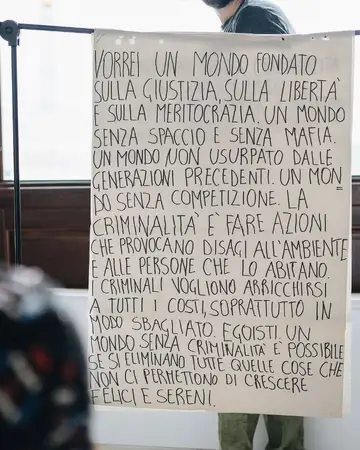 VORREI UN MONDO FONDATO
SULLA GIUSTIZIA, SULLA LIBERTÀ
E SULLA MERITOCRAZIA. UN MONDO
SENZA SPACCIO E SENZA MAFIA.
UN MONDO NON USURPATO DALLE
GENERAZIONI PRECEDENTI. UN MON
DO SENZA COMPETIZIONE. LA
CRIMINALITÀ È FARE AZIONI
CHE PROVOCANO DISAGI ALL'AMBIENTE
E ALLE PERSONE CHE LO ABITANO.
I CRIMINALI VOGLIONO ARRICCHIRSI
A TUTTI I COSTI, SOPRATTUTTO IN
MODO SBAGLIATO. EGOISTI. UN
MONDO SENZA CRIMINALITÀ È POSSIBILE
SE SI ELIMINANO TUTTE QUELLE COSE CHE
NON CI PERMETTONO DI CRESCERE
FELICI E SERENI.